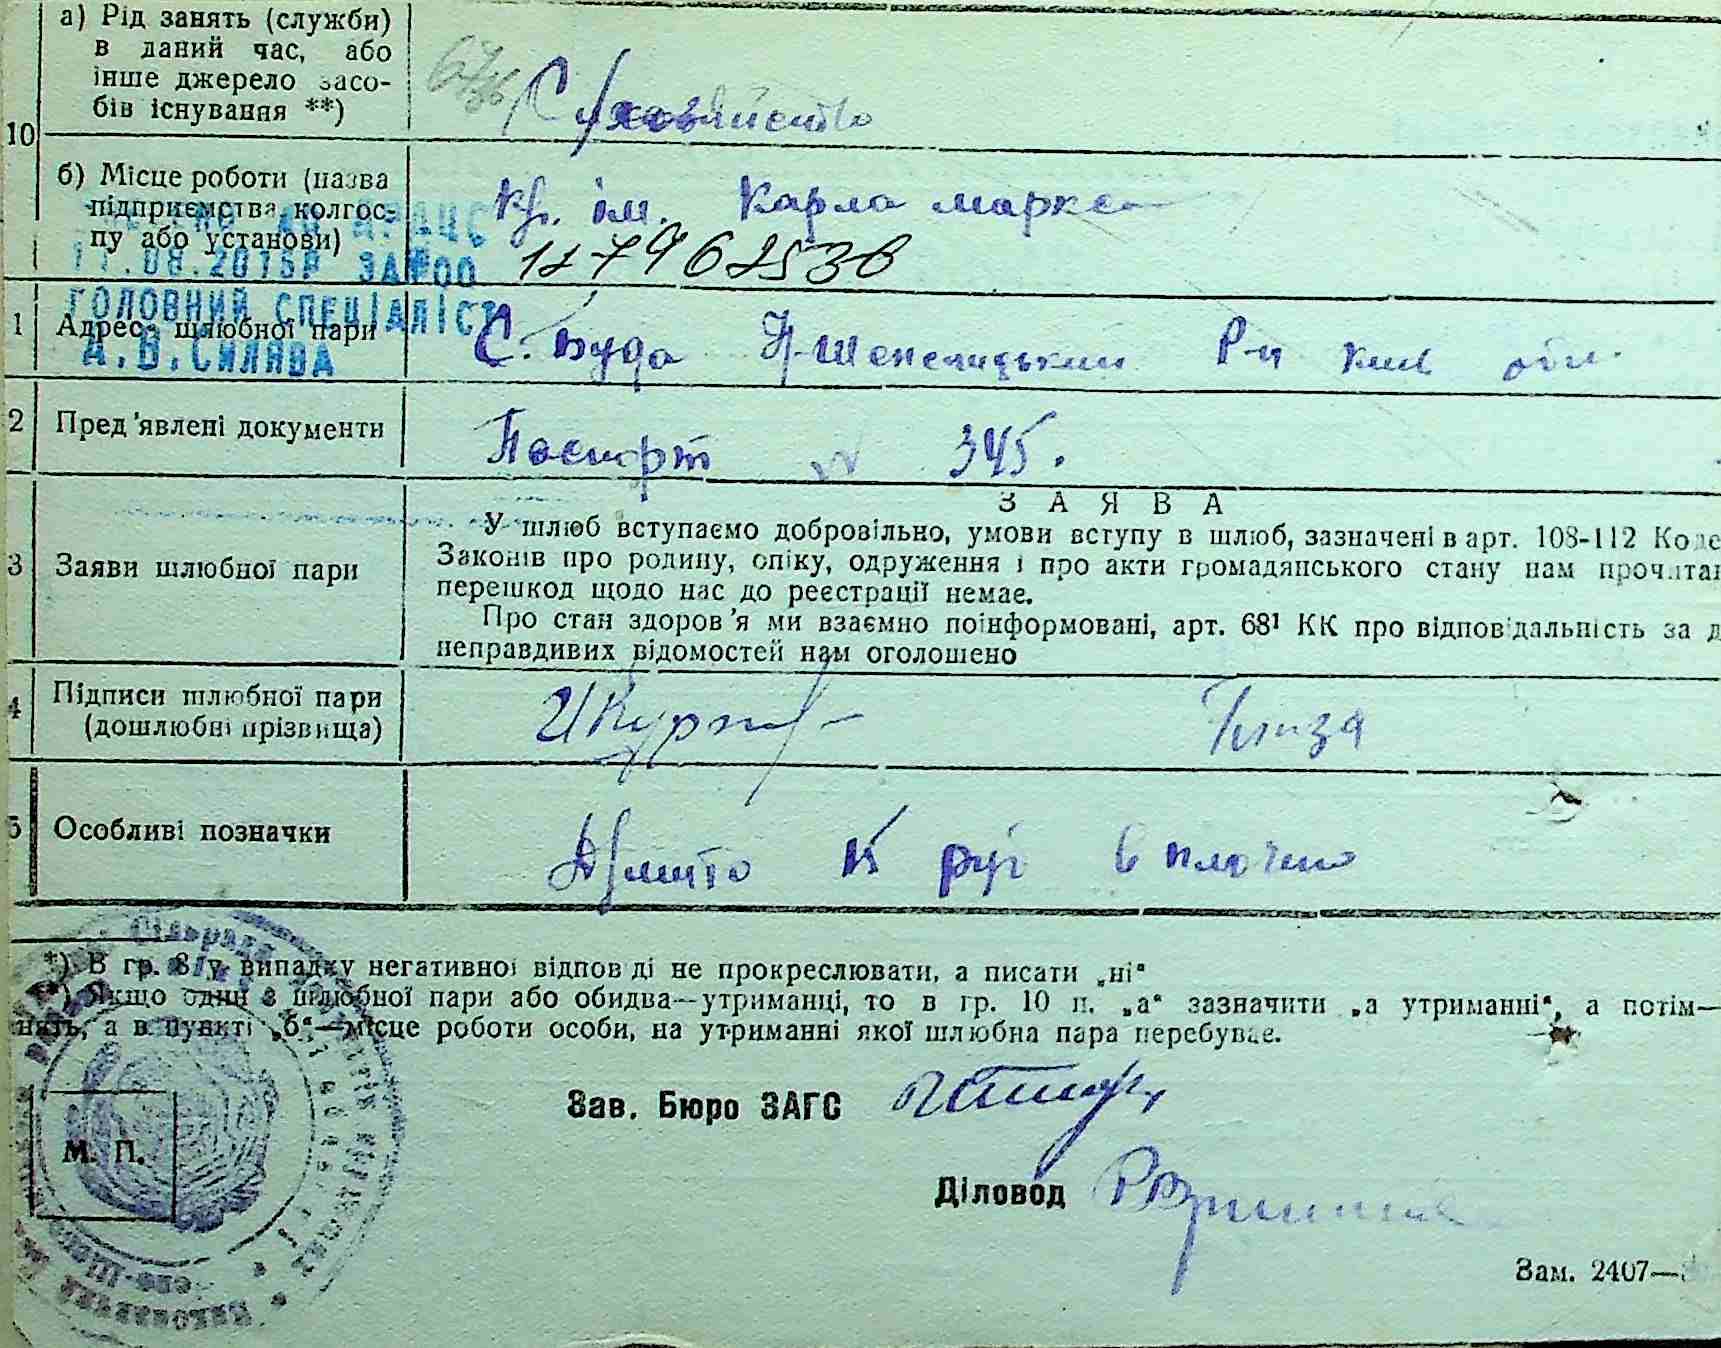 10
а) Рід занять (служби)
в даний час, або
інше джерело засо-
бів існування **)
С/хозяйство
б) Місце роботи (назва
підприємства, колгос-
пу або установи)
ім. Карла Маркса
17.08.2015р
ГОЛОВНИЙ СПЕЦІАЛІСТ
1 Адреса шлюбної пари
С. Буда Р-н Київ обл.
2 Пред'явлені документи
Паспорт N 345.
3 Заяви шлюбної пари
ЗАЯВА
У шлюб вступаємо добровільно, умови вступу в шлюб, зазначені в арт. 108-112 Коде
Законів про родину, опіку, одруження і про акти громадянського стану нам прочитан
перешкод щодо нас до реєстрації немає.
Про стан здоров'я ми взаємно поінформовані, арт. 68¹ КК про відповідальність за д
неправдивих відомостей нам оголошено
4 Підписи шлюбної пари
(дошлюбні прізвища)
5 Особливі позначки
*) В гр. 8 у випадку негативної відповіді не прокреслювати, а писати „ні“
*) Якщо один з шлюбної пари або обидва—утриманці, то в гр. 10 п. „а“ зазначити „а утриманні“, а потім—
нять, а в пункті „б“—місце роботи особи, на утриманні якої шлюбна пара перебуває.
Сільрада
М. П.
Зав. Бюро ЗАГС
Діловод
Зам. 2407—